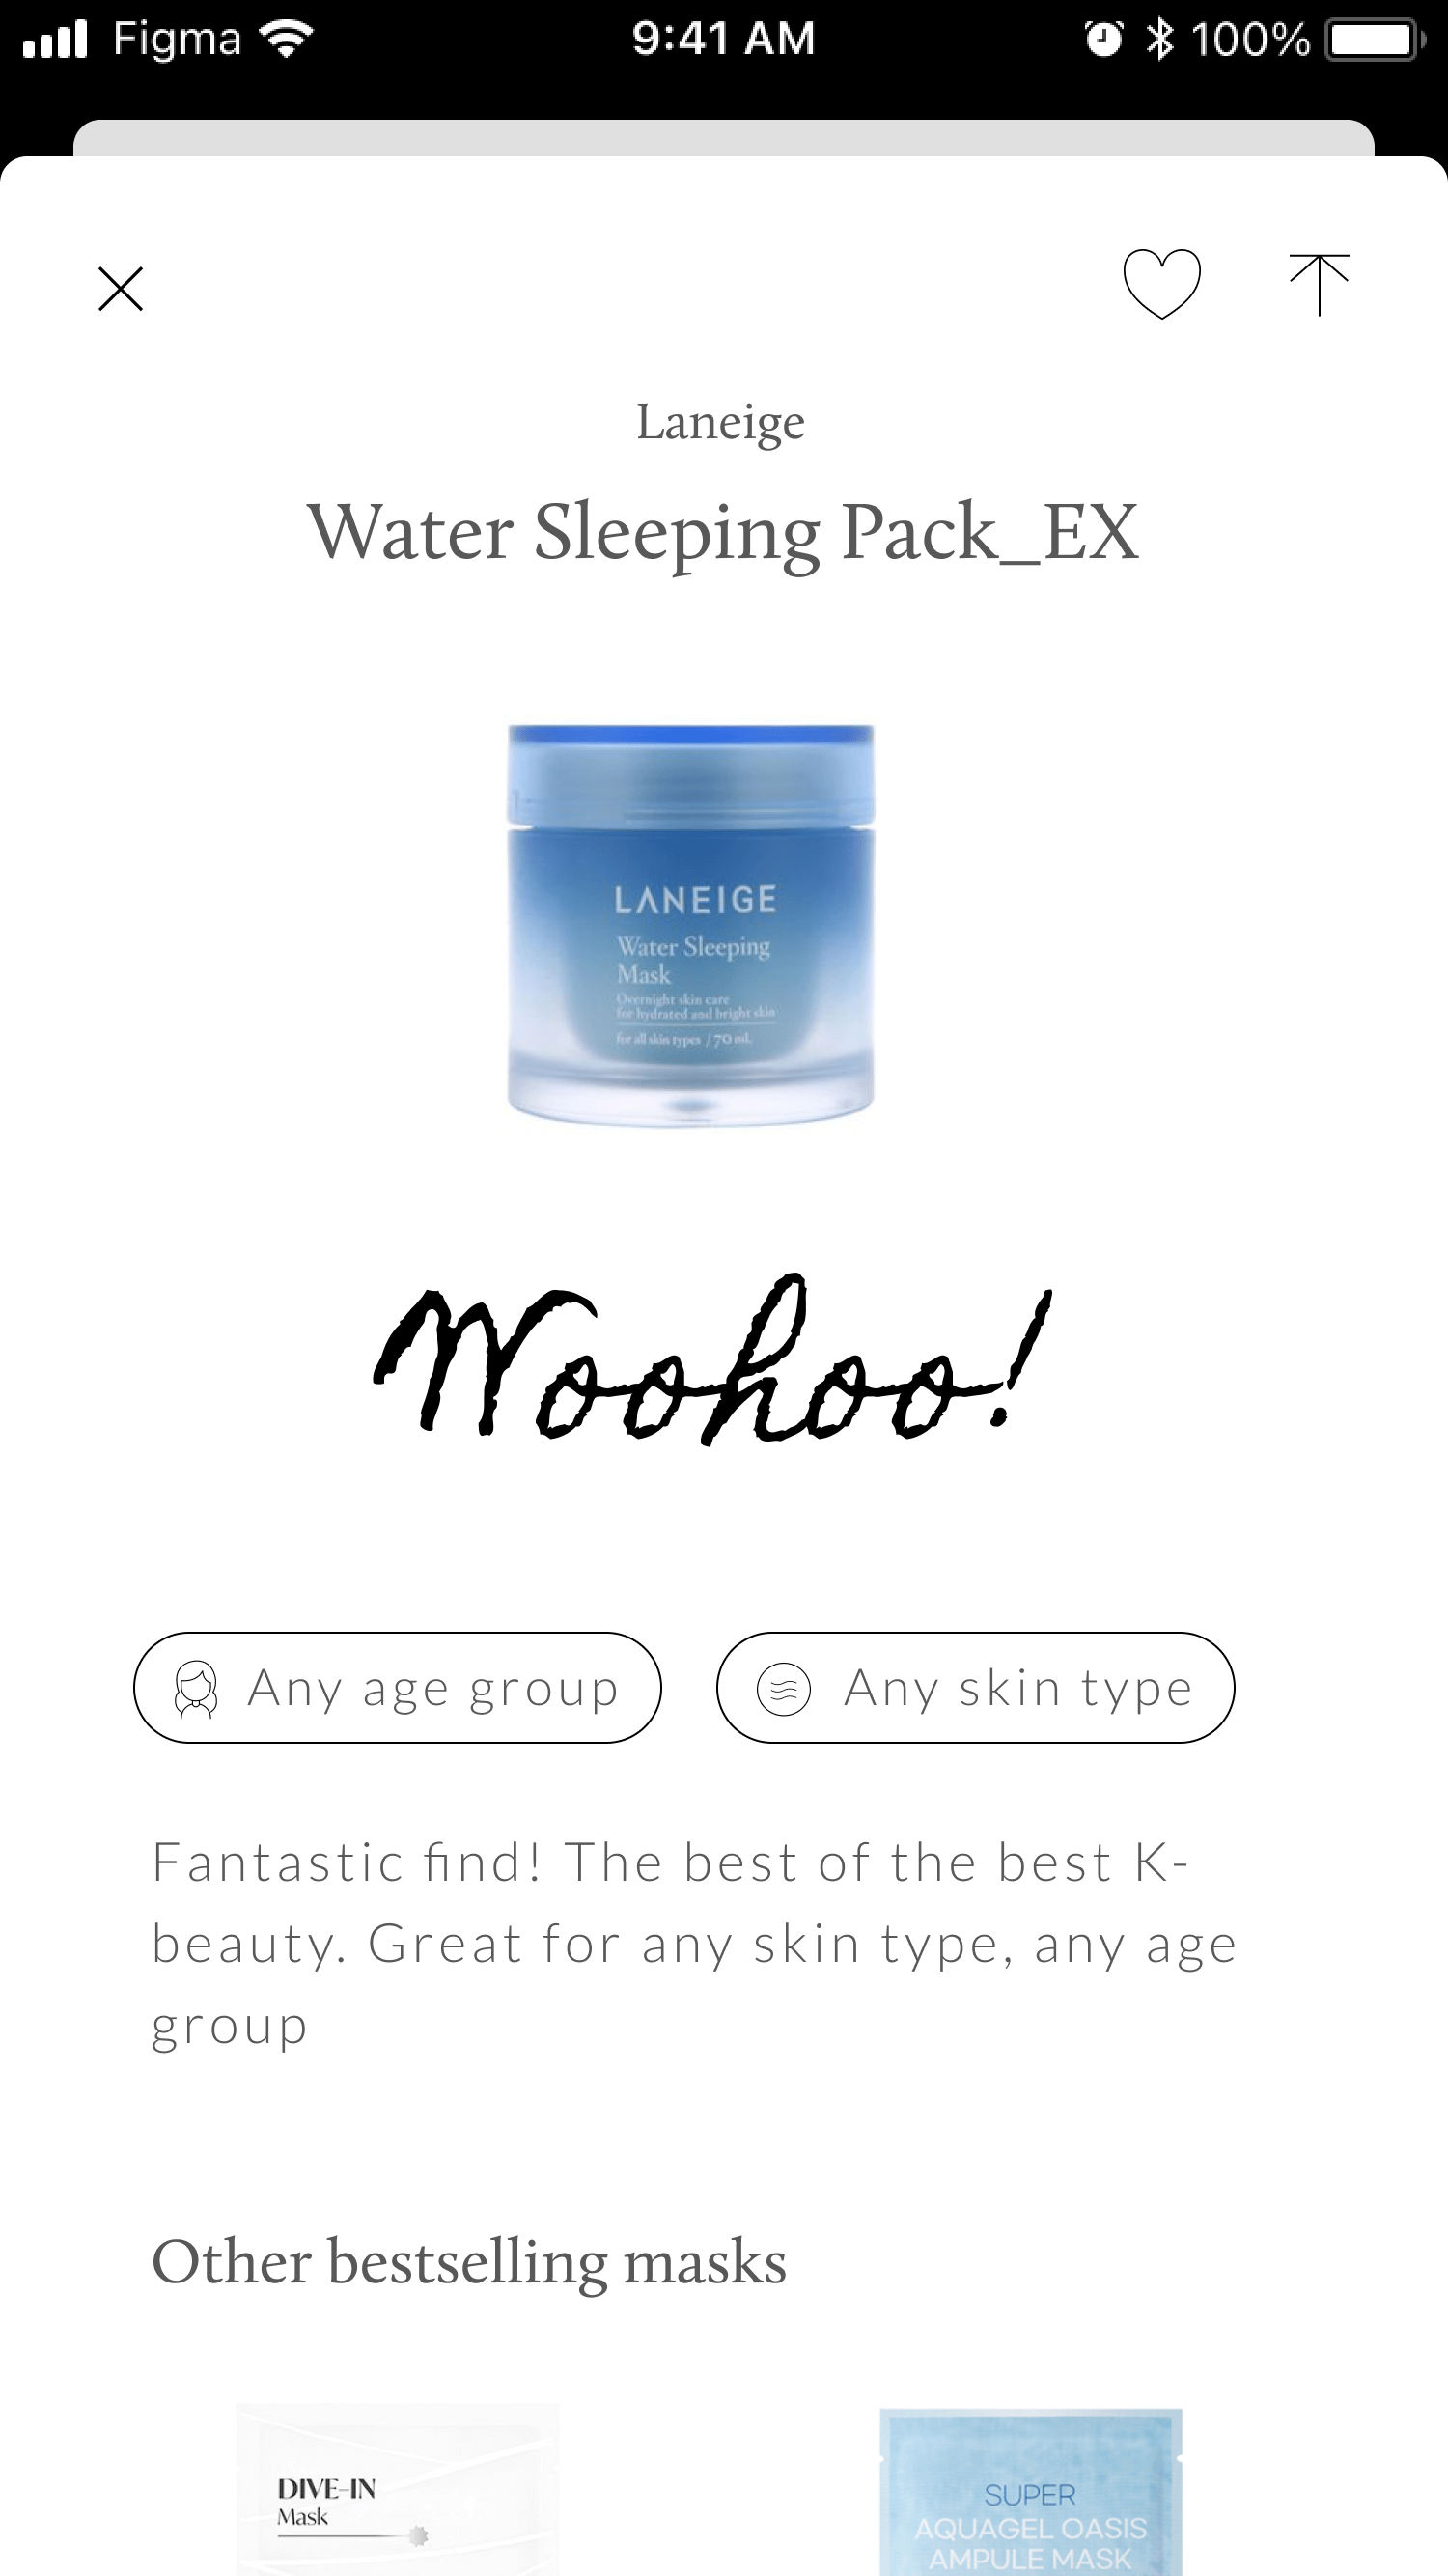 Figma 9:41 AM 100%
Laneige
Water Sleeping Pack_EX
LANEIGE
Water Sleeping
Mask
Overnight skin care
for hydrated and bright skin
for all skin types / 70 mL
Woohoo!
Any age group Any skin type
Fantastic find! The best of the best K-
beauty. Great for any skin type, any age
group
Other bestselling masks
DIVE-IN
Mask
SUPER
AQUAGEL OASIS
AMPULE MASK